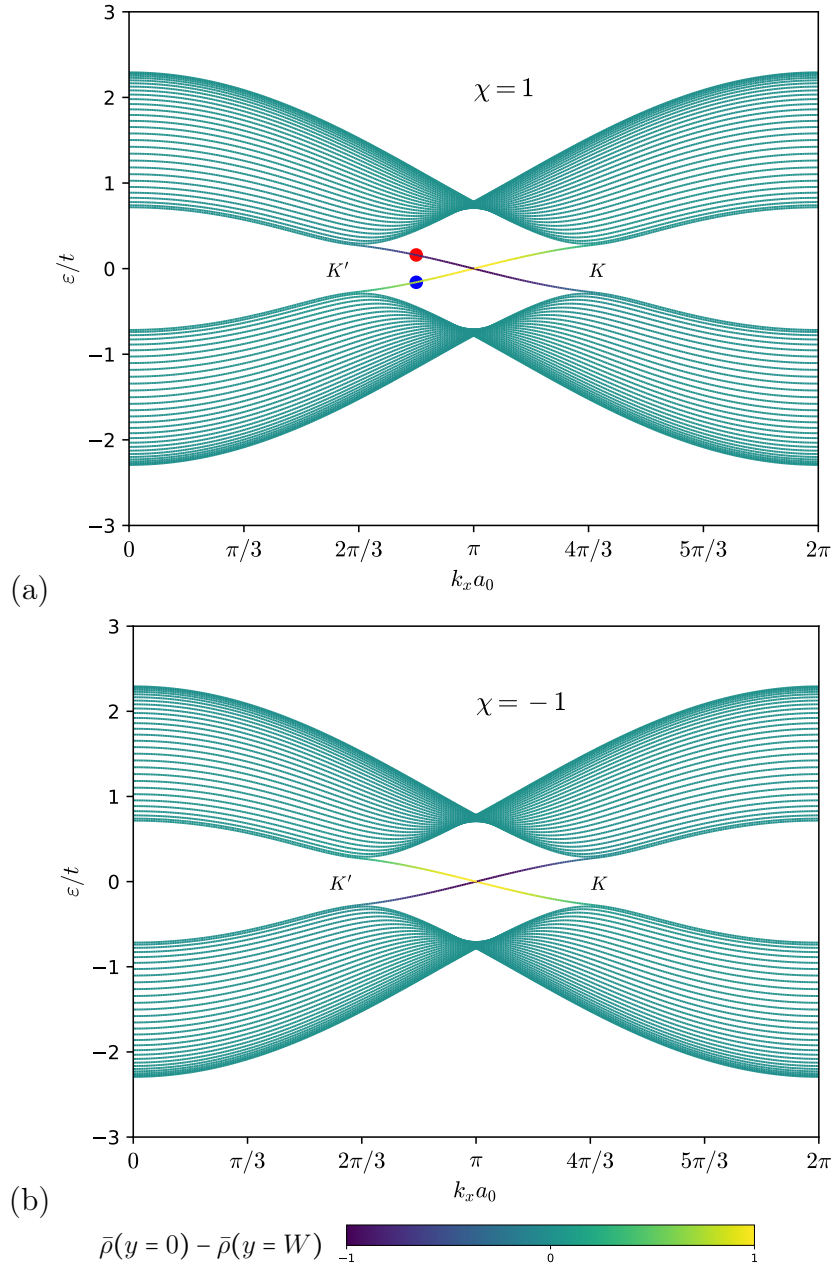 3
2
1
0
−1
−2
−3
ε/t
χ = 1
K′
K
0
π/3
2π/3
π
4π/3
5π/3
2π
k_x a_0
(a)
3
2
1
0
−1
−2
−3
ε/t
χ = − 1
K′
K
0
π/3
2π/3
π
4π/3
5π/3
2π
k_x a_0
(b)
ρ̄(y = 0) − ρ̄(y = W)
−1
0
1